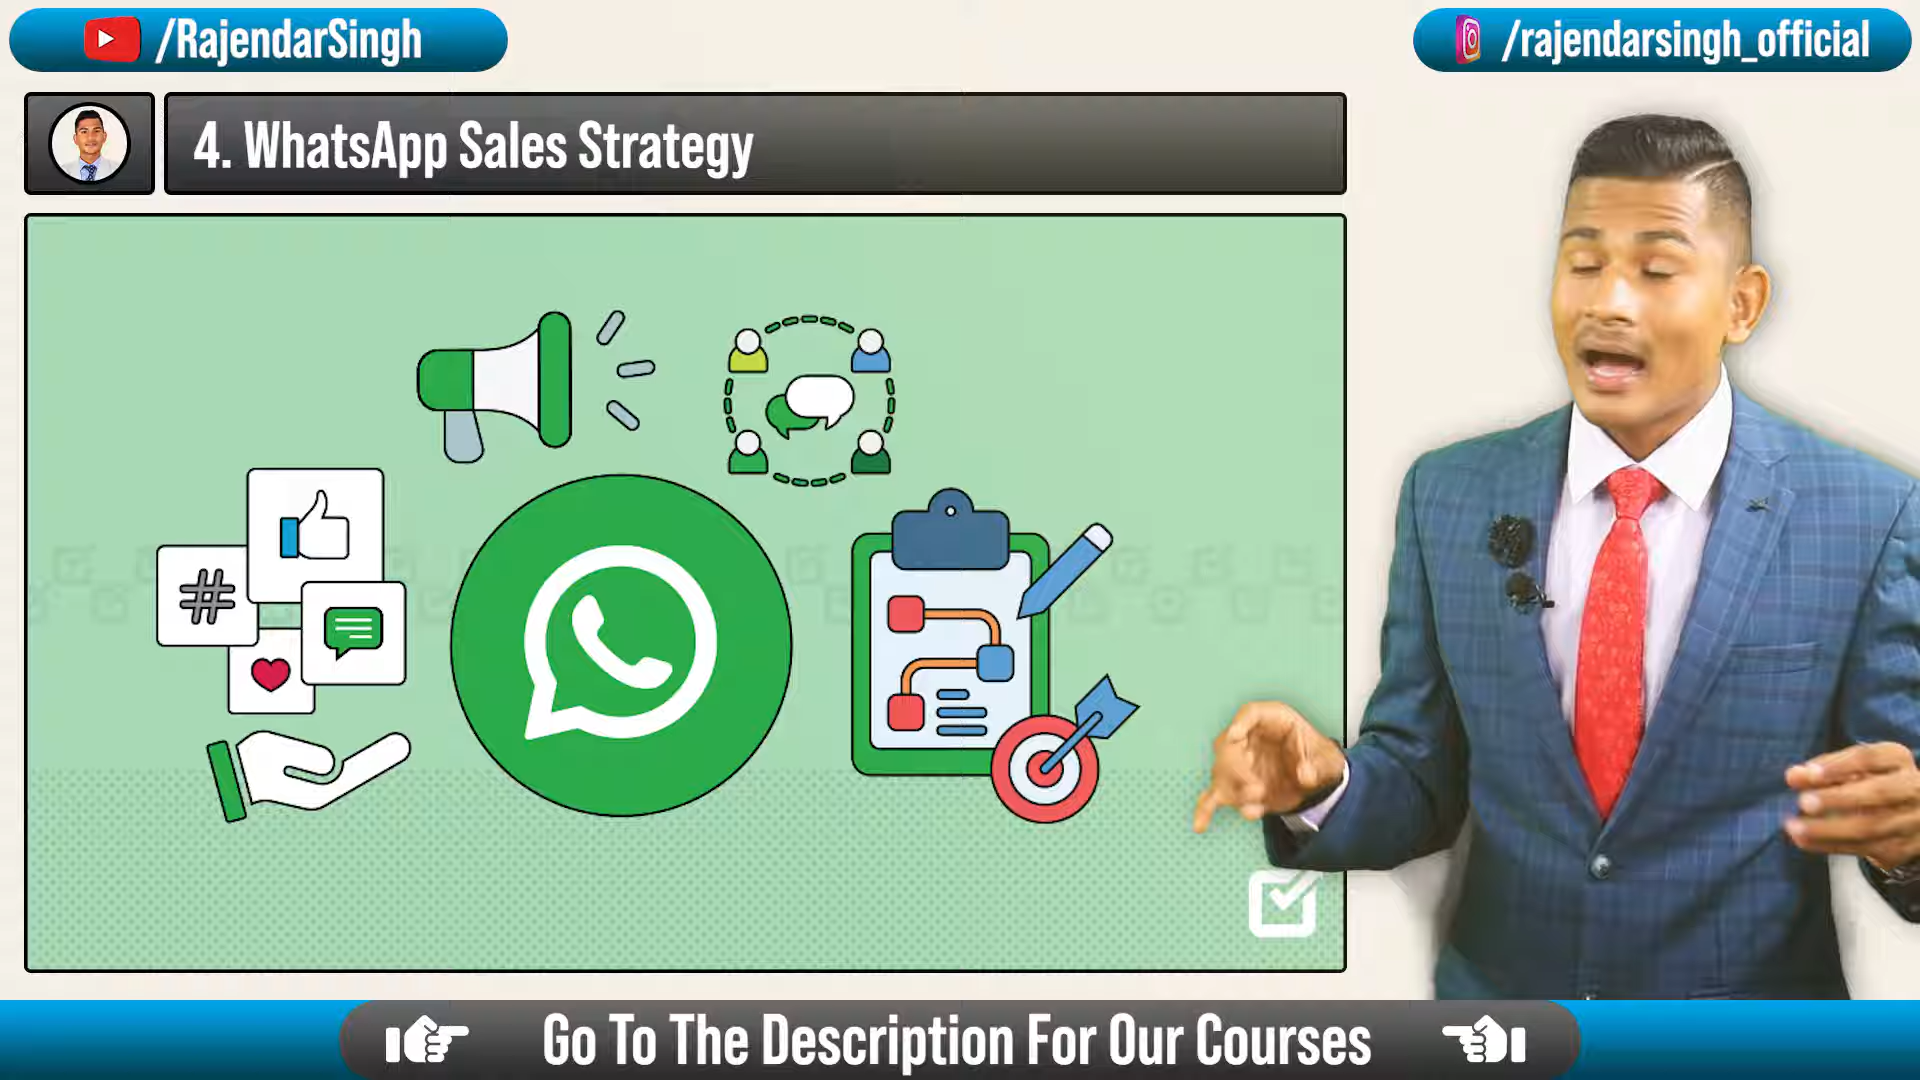 /RajendarSingh
/rajendarsingh_official
4. WhatsApp Sales Strategy
#
Go To The Description For Our Courses